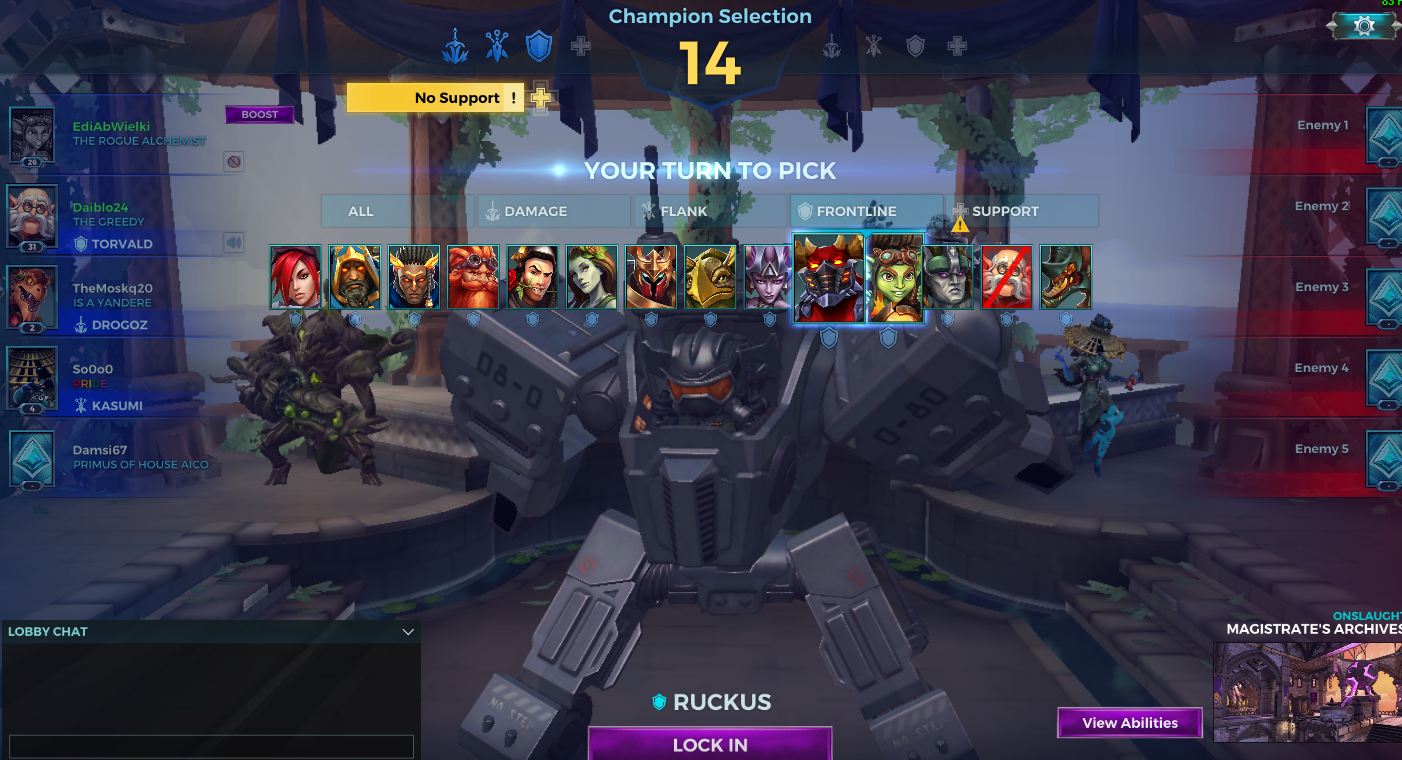 Champion Selection
14
No Support !
EdiAbWielki
THE ROGUE ALCHEMIST
26
BOOST
Daiblo24
THE GREEDY
TORVALD
31
TheMoskq20
IS A YANDERE
DROGOZ
2
So0o0
PRIDE
KASUMI
4
Damsi67
PRIMUS OF HOUSE AICO
YOUR TURN TO PICK
ALL
DAMAGE
FLANK
FRONTLINE
SUPPORT
Enemy 1
Enemy 2
Enemy 3
Enemy 4
Enemy 5
D-80
NO STEP
LOBBY CHAT
RUCKUS
LOCK IN
View Abilities
ONSLAUGHT
MAGISTRATE'S ARCHIVES